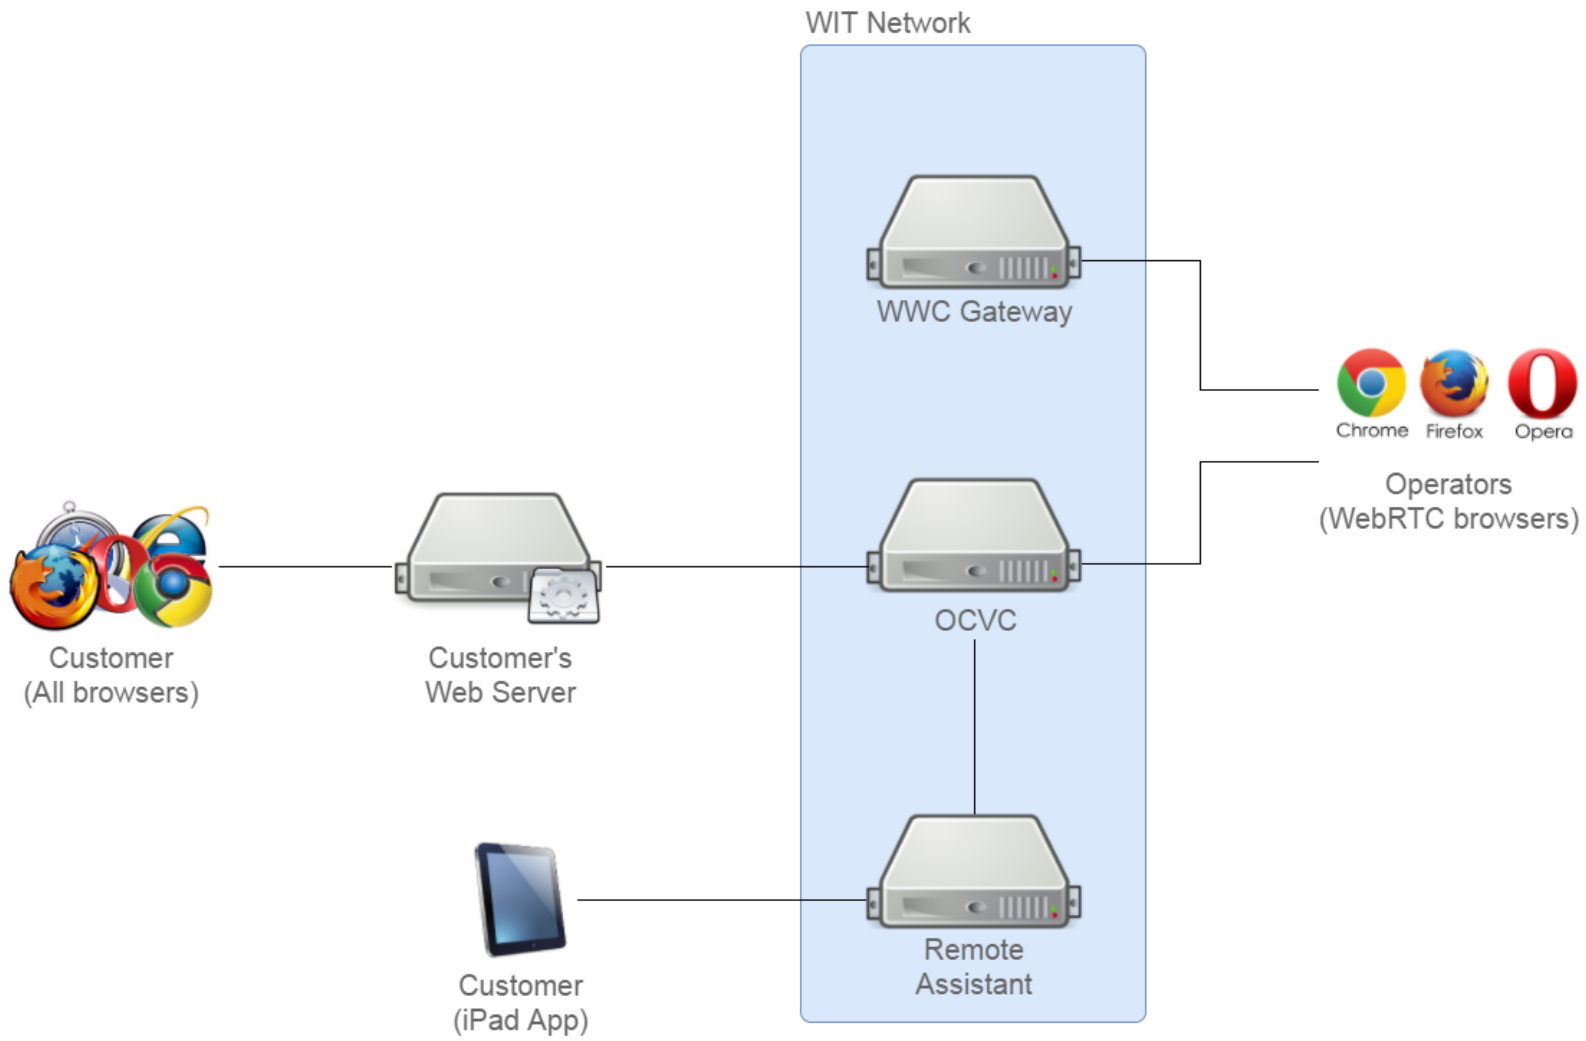 WIT Network
WWC Gateway
Chrome Firefox Opera
Operators
(WebRTC browsers)
OCVC
Customer
(All browsers)
Customer's
Web Server
Remote
Assistant
Customer
(iPad App)